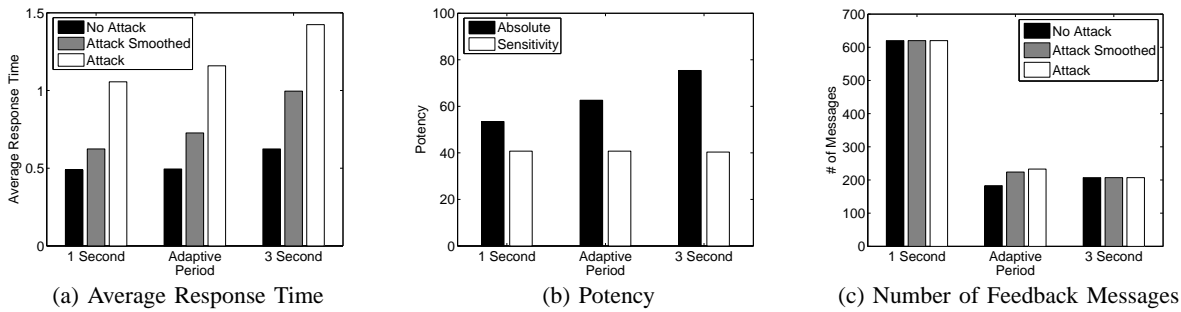 1.5
1
0.5
0
Average Response Time
No Attack
Attack Smoothed
Attack
1 Second
Adaptive
Period
3 Second
(a) Average Response Time
100
80
60
40
20
0
Potency
Absolute
Sensitivity
1 Second
Adaptive
Period
3 Second
(b) Potency
700
600
500
400
300
200
100
0
# of Messages
No Attack
Attack Smoothed
Attack
1 Second
Adaptive
Period
3 Second
(c) Number of Feedback Messages